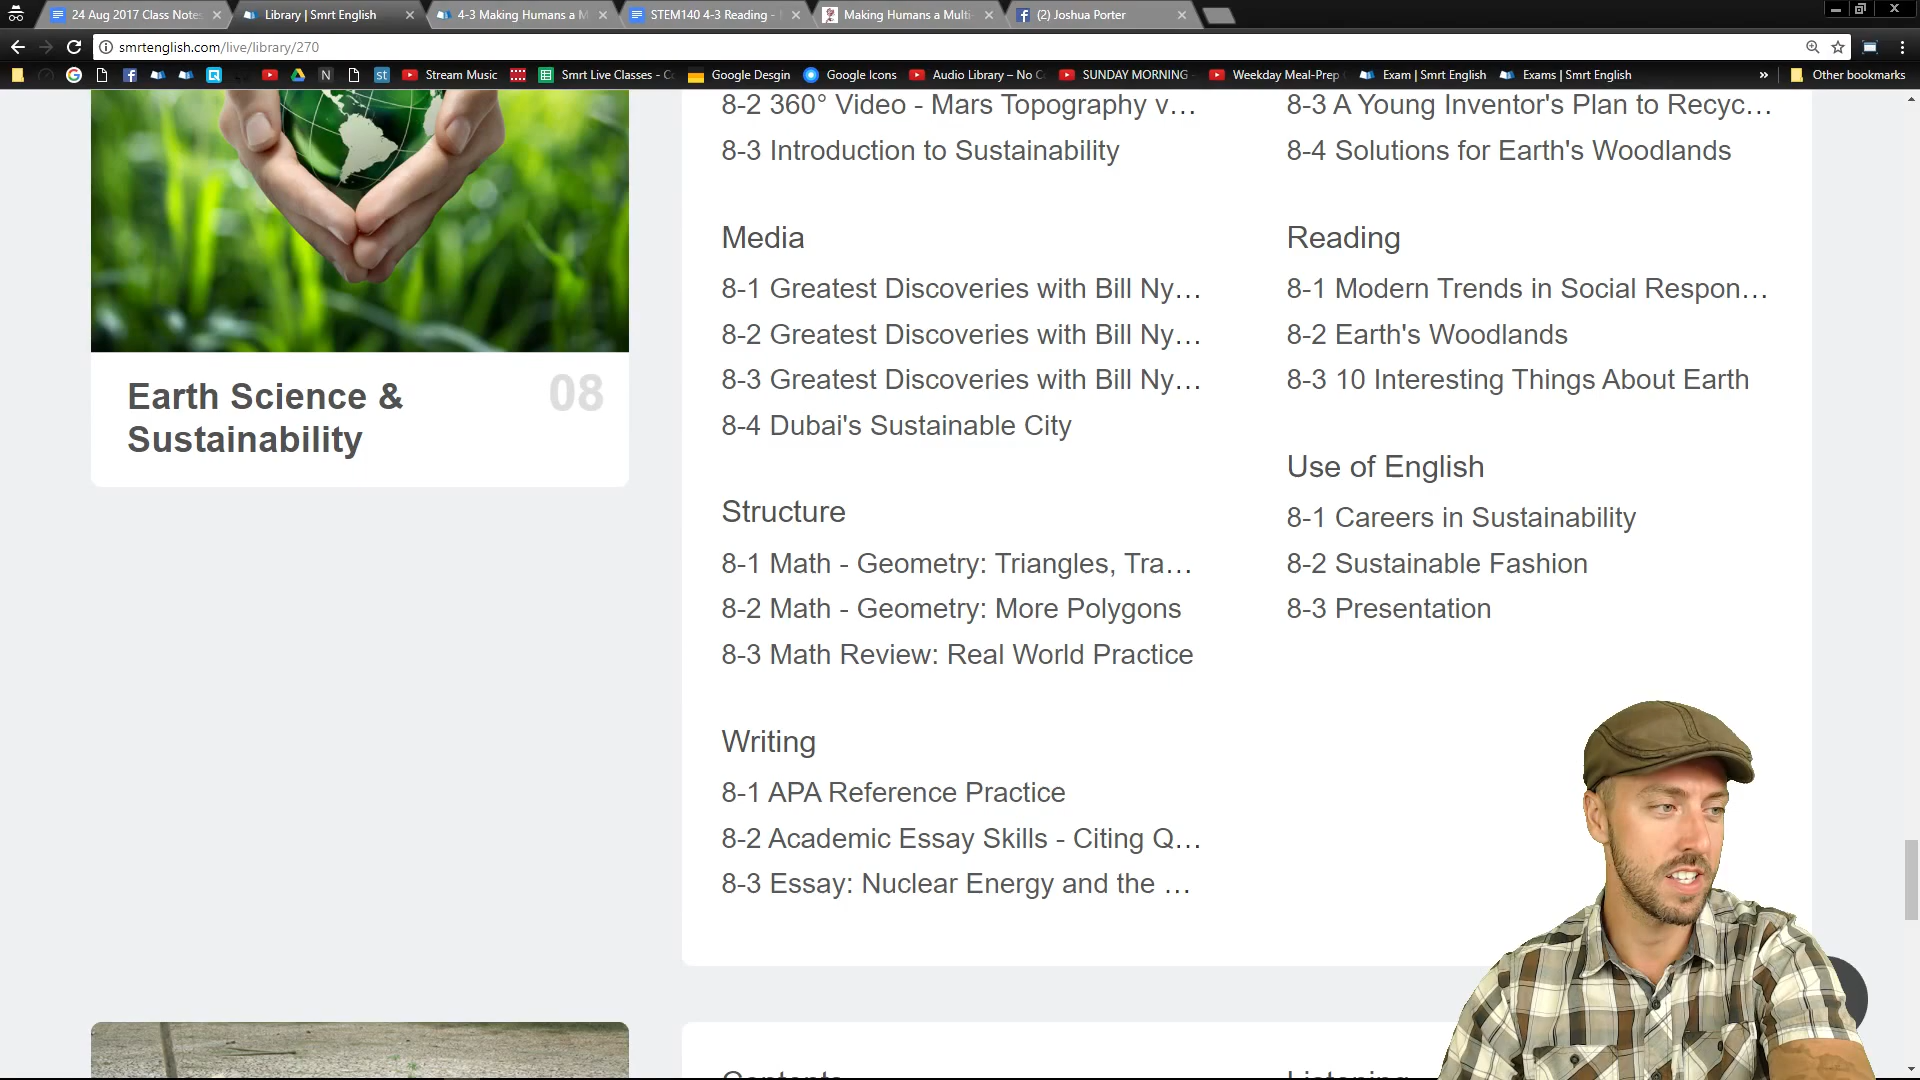 24 Aug 2017 Class Notes
Library | Smrt English
4-3 Making Humans a M
STEM140 4-3 Reading -
Making Humans a Multi
(2) Joshua Porter
smrtenglish.com/live/library/270
Stream Music
Smrt Live Classes - C
Google Desgin
Google Icons
Audio Library – No C
SUNDAY MORNING
Weekday Meal-Prep
Exam | Smrt English
Exams | Smrt English
»
Other bookmarks
8-2 360° Video - Mars Topography v…
8-3 Introduction to Sustainability
8-3 A Young Inventor's Plan to Recyc…
8-4 Solutions for Earth's Woodlands
Earth Science &
Sustainability
08
Media
8-1 Greatest Discoveries with Bill Ny…
8-2 Greatest Discoveries with Bill Ny…
8-3 Greatest Discoveries with Bill Ny…
8-4 Dubai's Sustainable City
Reading
8-1 Modern Trends in Social Respon…
8-2 Earth's Woodlands
8-3 10 Interesting Things About Earth
Structure
8-1 Math - Geometry: Triangles, Tra…
8-2 Math - Geometry: More Polygons
8-3 Math Review: Real World Practice
Use of English
8-1 Careers in Sustainability
8-2 Sustainable Fashion
8-3 Presentation
Writing
8-1 APA Reference Practice
8-2 Academic Essay Skills - Citing Q…
8-3 Essay: Nuclear Energy and the …
Contents
Listening